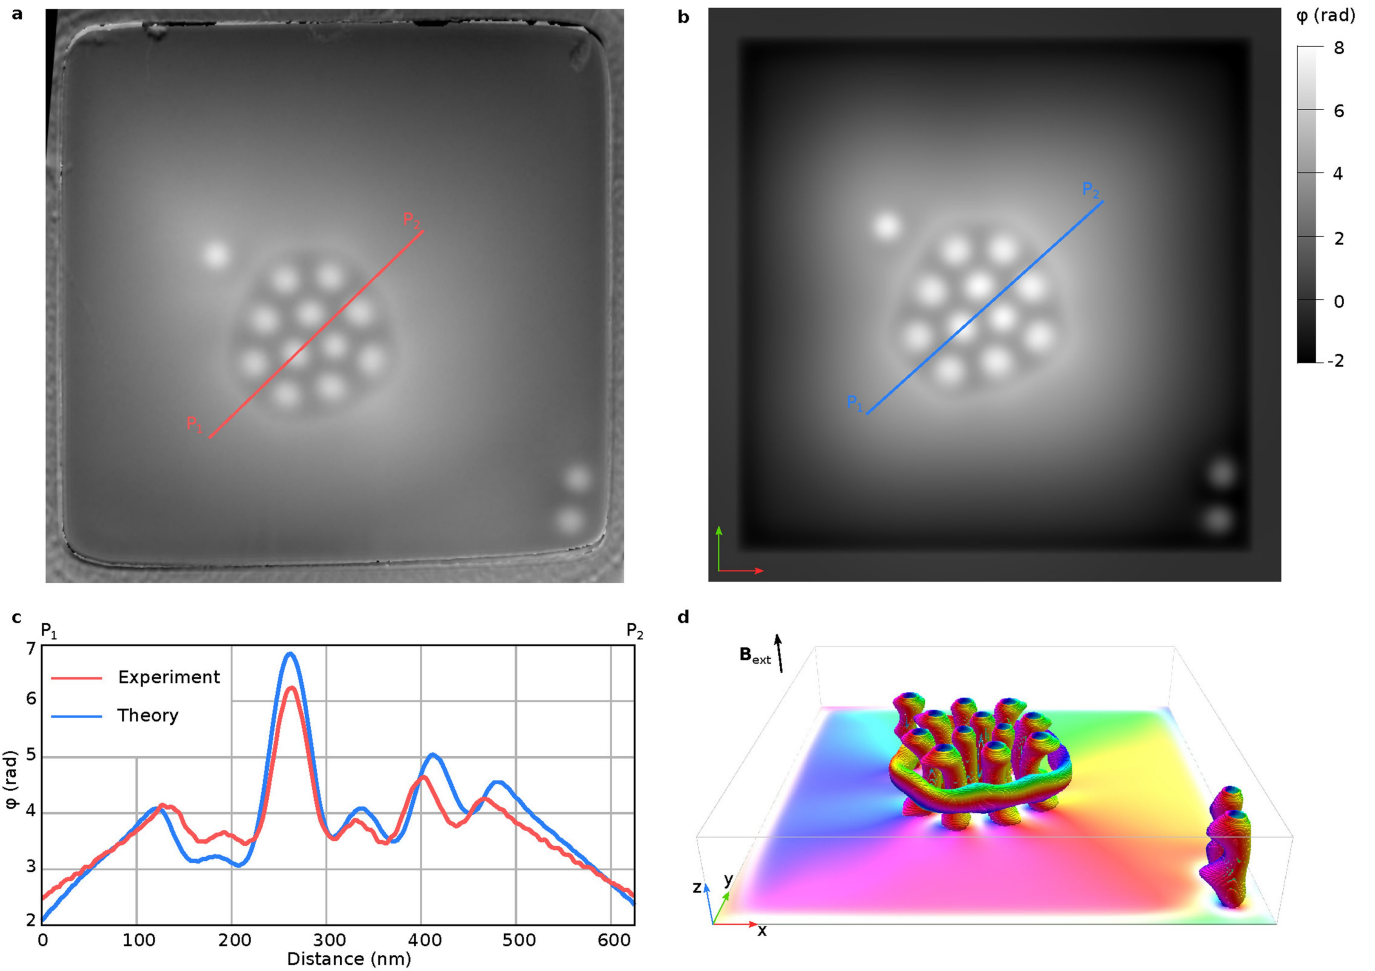 a
P₂
P₁
b
P₂
P₁
φ (rad)
8
6
4
2
0
-2
c
P₁
P₂
7
6
5
4
3
2
φ (rad)
Experiment
Theory
0
100
200
300
400
500
600
Distance (nm)
d
Bext
z
y
x